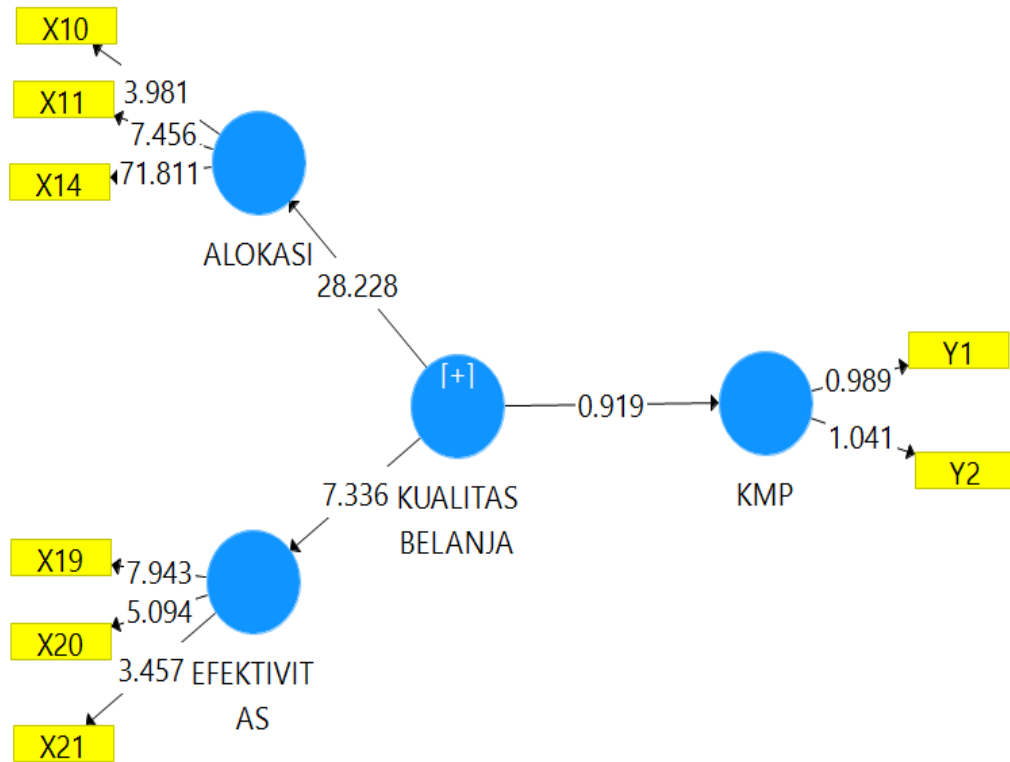 X10
3.981
X11
7.456
X14
71.811
ALOKASI
28.228
[+]
0.919
Y1
0.989
1.041
Y2
KMP
7.336
KUALITAS
BELANJA
X19
7.943
5.094
X20
3.457
EFEKTIVIT
AS
X21